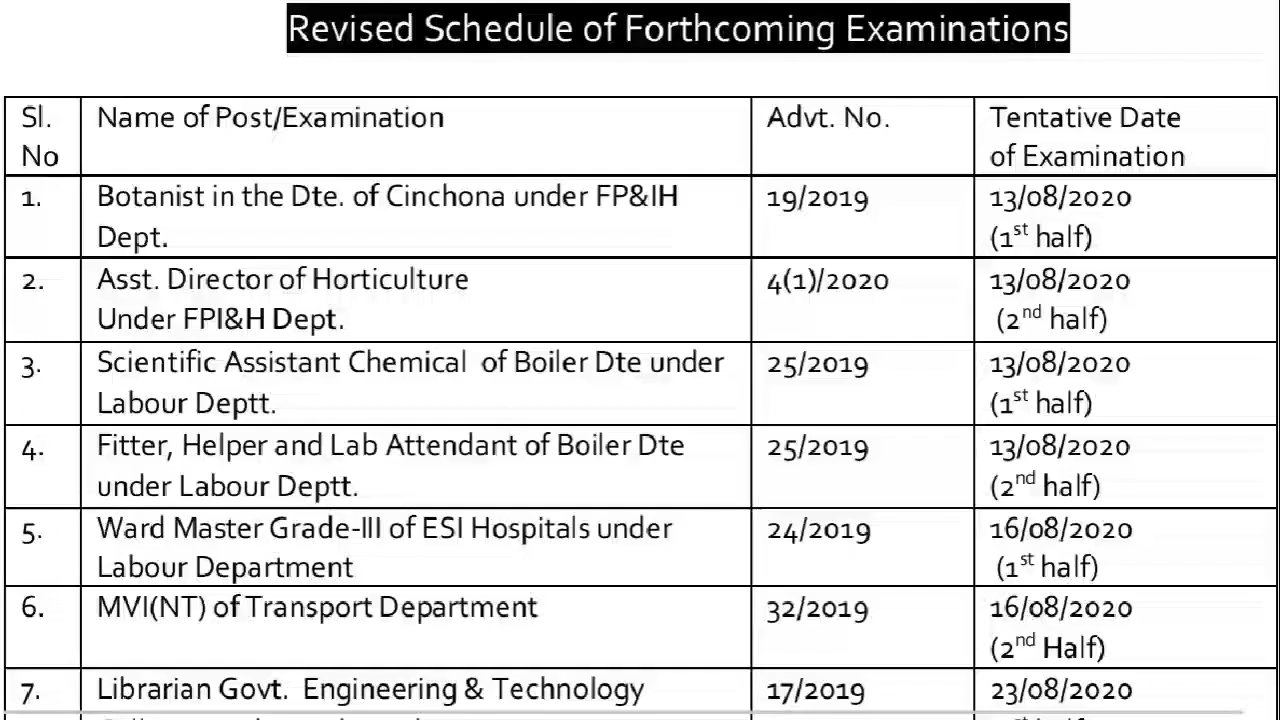 Revised Schedule of Forthcoming Examinations
Sl. No Name of Post/Examination Advt. No. Tentative Date of Examination
1. Botanist in the Dte. of Cinchona under FP&IH Dept. 19/2019 13/08/2020 (1st half)
2. Asst. Director of Horticulture Under FPI&H Dept. 4(1)/2020 13/08/2020 (2nd half)
3. Scientific Assistant Chemical of Boiler Dte under Labour Deptt. 25/2019 13/08/2020 (1st half)
4. Fitter, Helper and Lab Attendant of Boiler Dte under Labour Deptt. 25/2019 13/08/2020 (2nd half)
5. Ward Master Grade-III of ESI Hospitals under Labour Department 24/2019 16/08/2020 (1st half)
6. MVI(NT) of Transport Department 32/2019 16/08/2020 (2nd Half)
7. Librarian Govt. Engineering & Technology 17/2019 23/08/2020